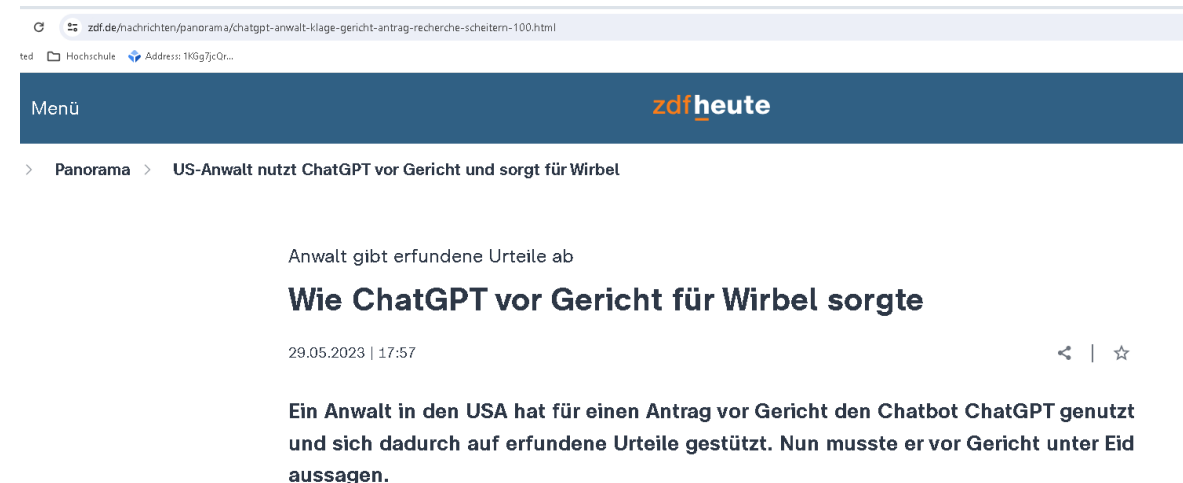 zdf.de/nachrichten/panorama/chatgpt-anwalt-klage-gericht-antrag-recherche-scheitern-100.html
ted Hochschule Address: 1KGg7jcQr...
Menü zdfheute
> Panorama > US-Anwalt nutzt ChatGPT vor Gericht und sorgt für Wirbel
Anwalt gibt erfundene Urteile ab
Wie ChatGPT vor Gericht für Wirbel sorgte
29.05.2023 | 17:57
Ein Anwalt in den USA hat für einen Antrag vor Gericht den Chatbot ChatGPT genutzt
und sich dadurch auf erfundene Urteile gestützt. Nun musste er vor Gericht unter Eid
aussagen.